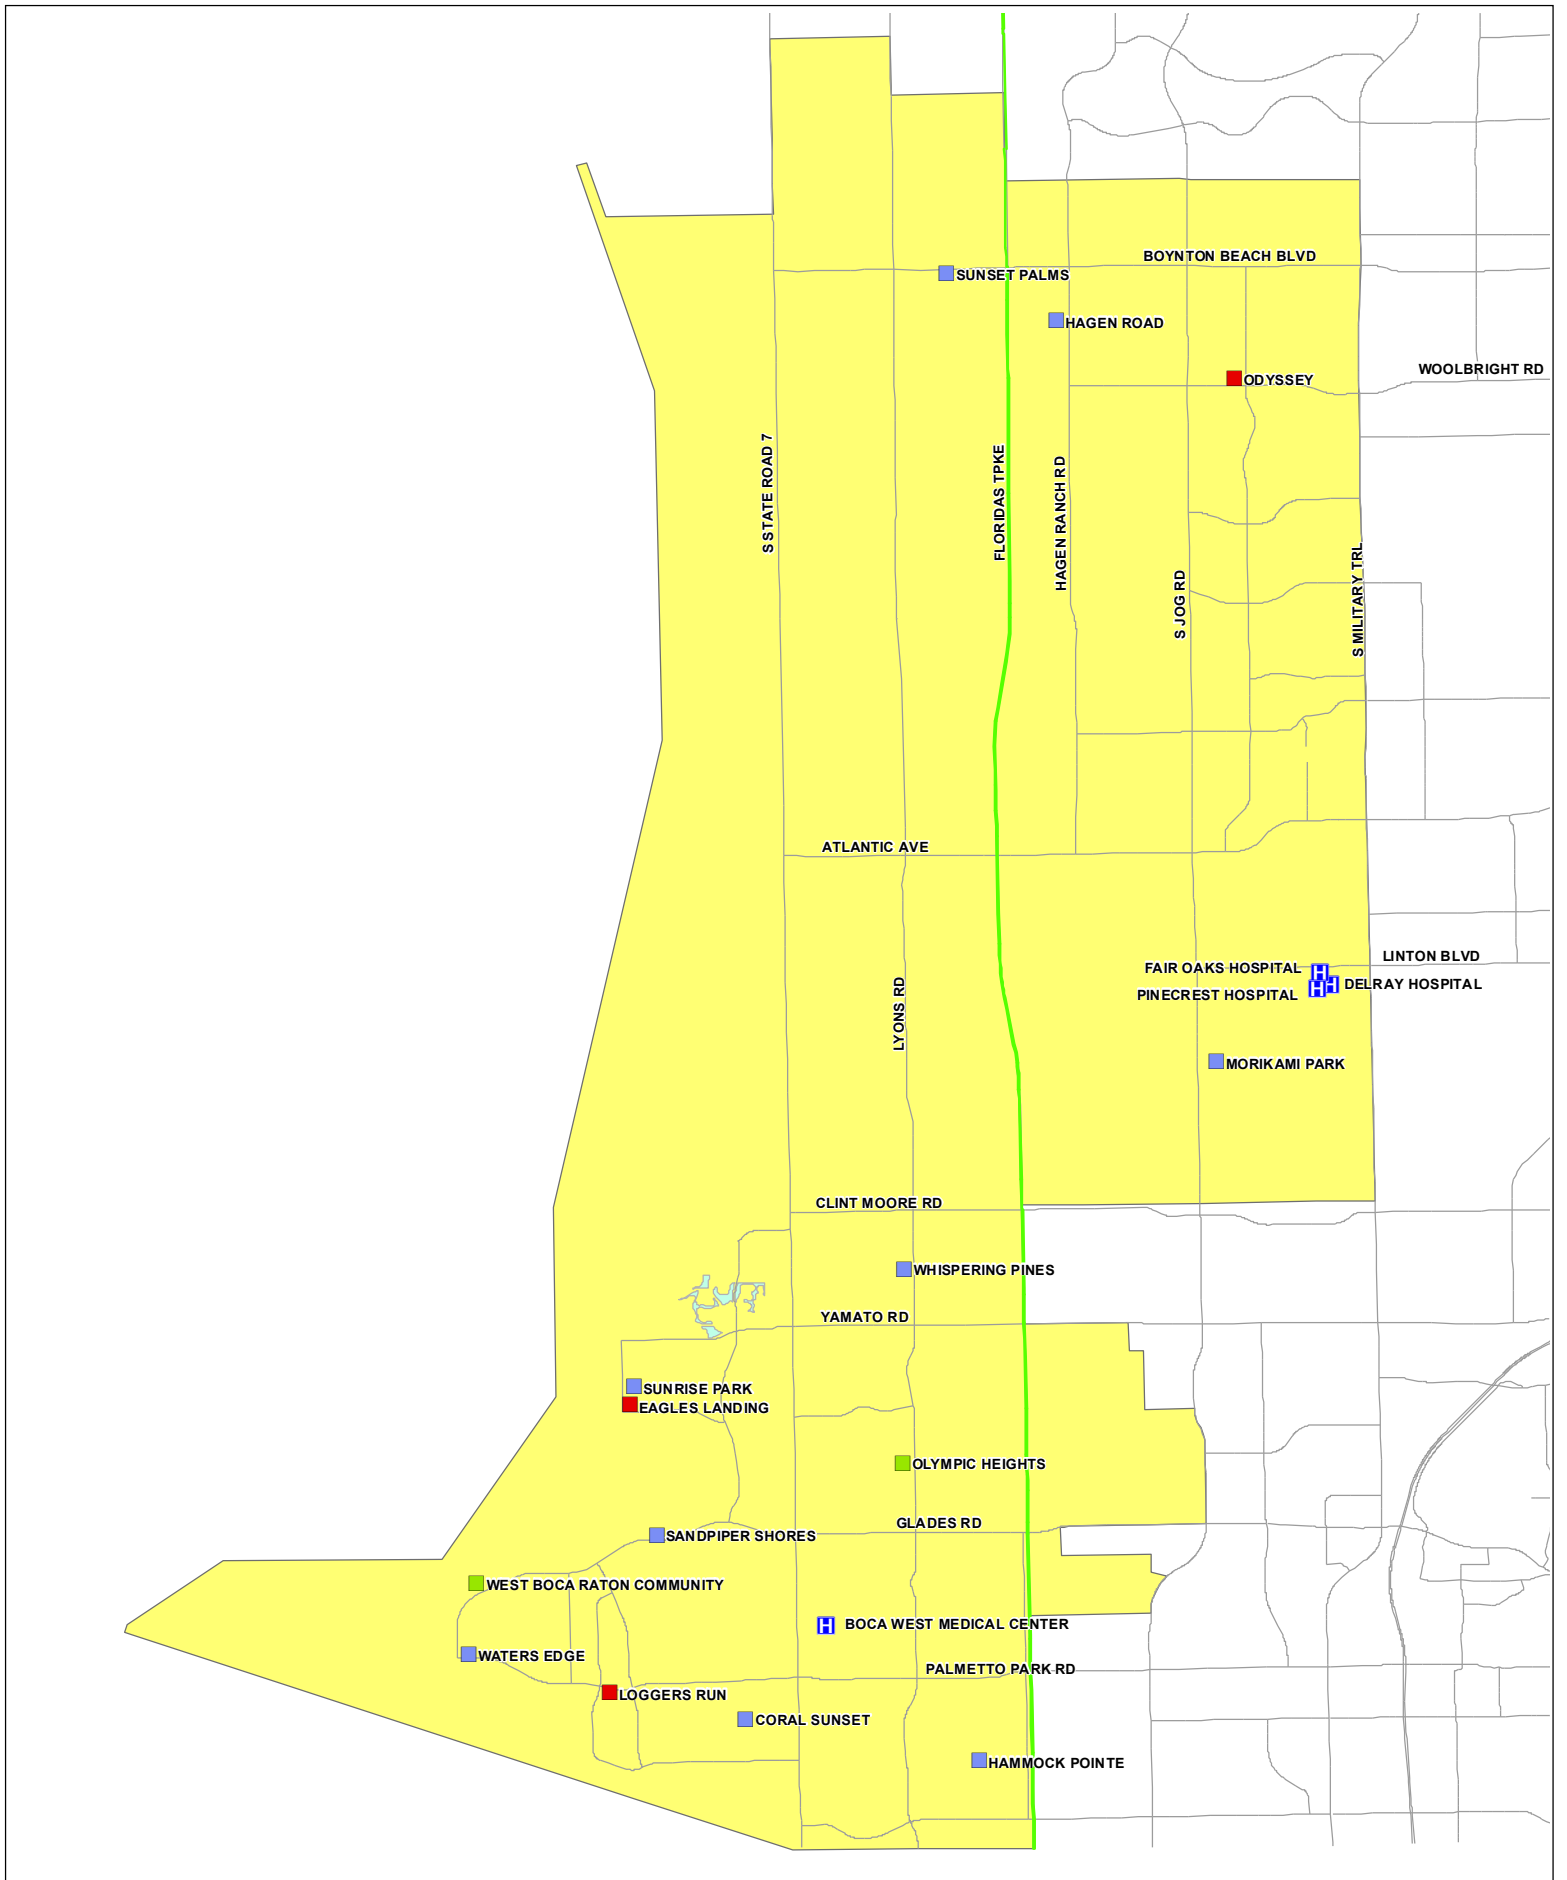 BOYNTON BEACH BLVD
SUNSET PALMS
HAGEN ROAD
WOOLBRIGHT RD
ODYSSEY
S STATE ROAD 7
FLORIDAS TPKE
HAGEN RANCH RD
S JOG RD
S MILITARY TRL
ATLANTIC AVE
LINTON BLVD
FAIR OAKS HOSPITAL
H
H
DELRAY HOSPITAL
PINECREST HOSPITAL
H
LYONS RD
MORIKAMI PARK
CLINT MOORE RD
WHISPERING PINES
YAMATO RD
SUNRISE PARK
EAGLES LANDING
OLYMPIC HEIGHTS
GLADES RD
SANDPIPER SHORES
WEST BOCA RATON COMMUNITY
H
BOCA WEST MEDICAL CENTER
WATERS EDGE
PALMETTO PARK RD
LOGGERS RUN
CORAL SUNSET
HAMMOCK POINTE